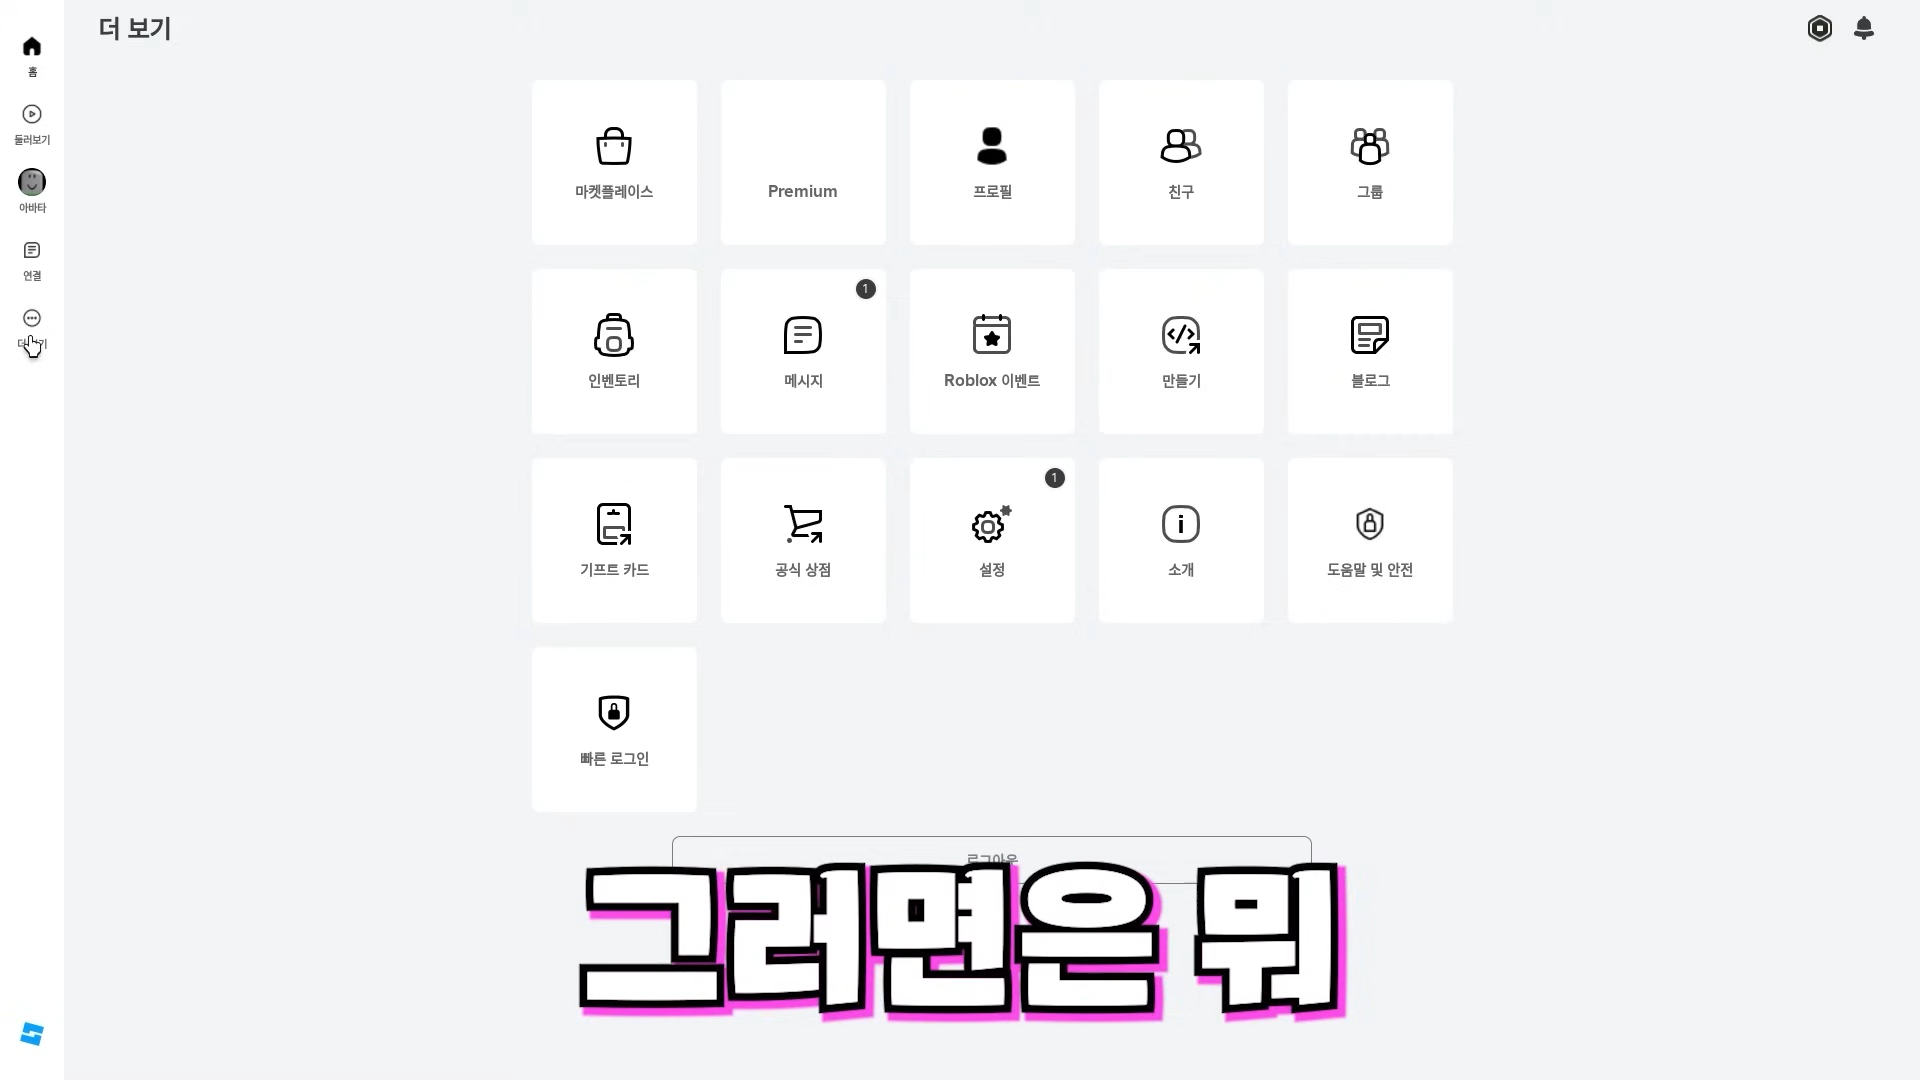 더 보기
홈
둘러보기
아바타
연결
마켓플레이스
Premium
프로필
친구
그룹
인벤토리
1
메시지
Roblox 이벤트
만들기
블로그
기프트 카드
공식 상점
1
설정
소개
도움말 및 안전
빠른 로그인
그러면은 뭐